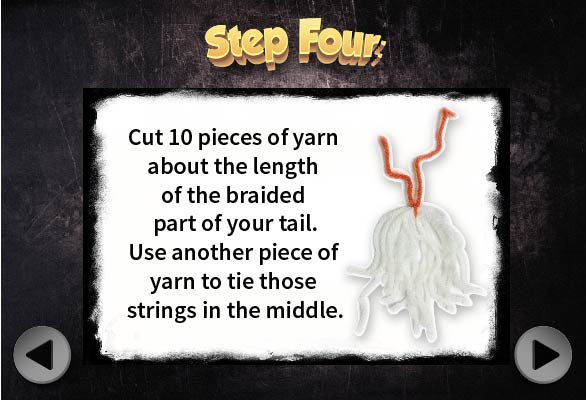 Step Four:
Cut 10 pieces of yarn
about the length
of the braided
part of your tail.
Use another piece of
yarn to tie those
strings in the middle.